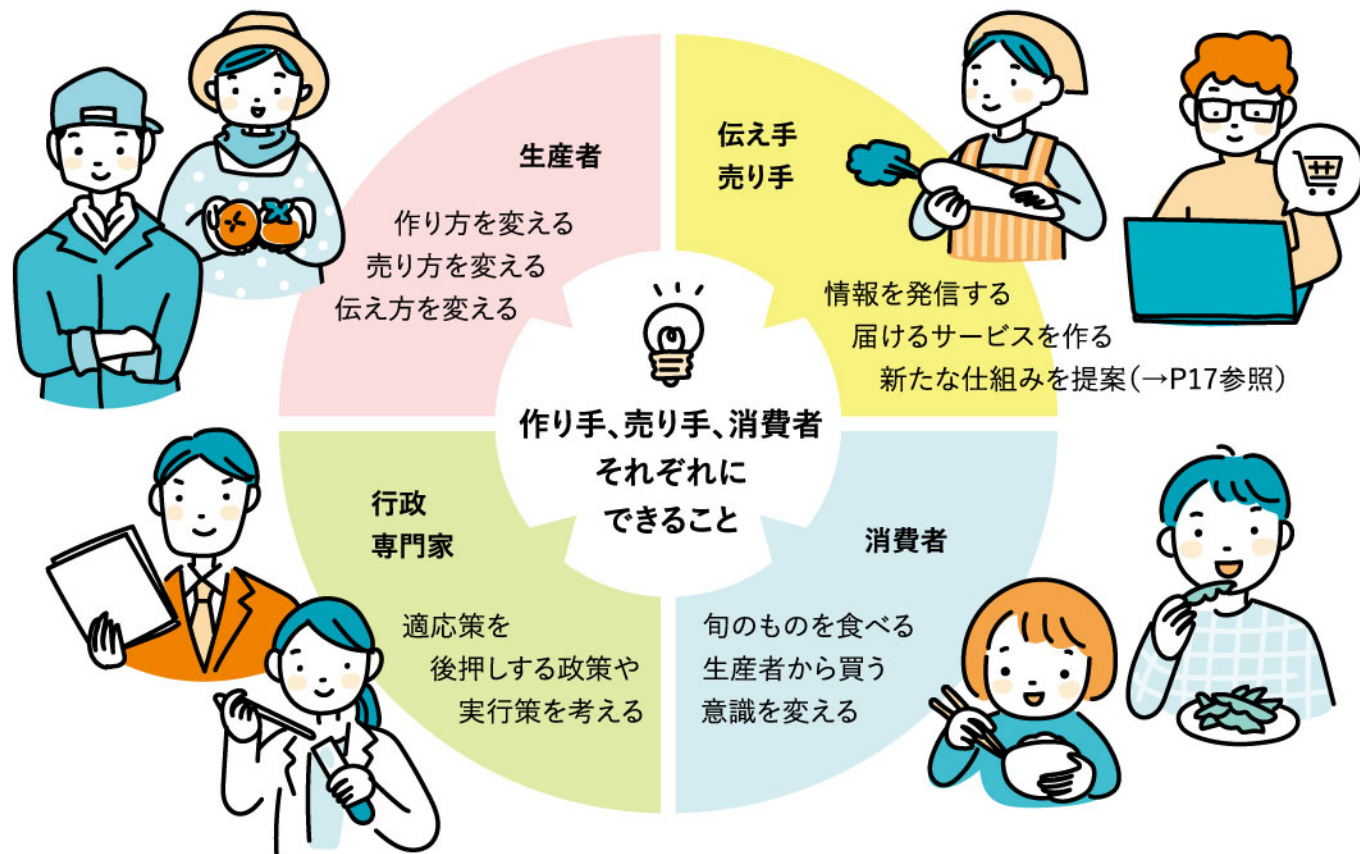 生産者
作り方を変える
売り方を変える
伝え方を変える
伝え手
売り手
情報を発信する
届けるサービスを作る
新たな仕組みを提案（→P17参照）
作り手、売り手、消費者
それぞれに
できること
行政
専門家
適応策を
後押しする政策や
実行策を考える
消費者
旬のものを食べる
生産者から買う
意識を変える